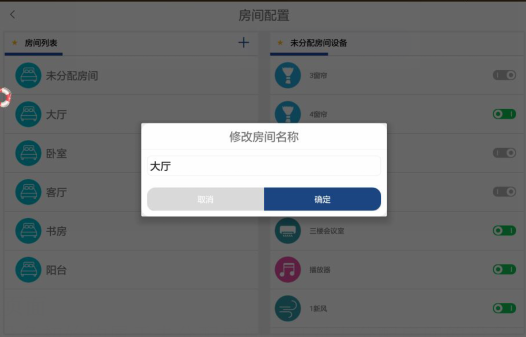 房间配置
房间列表
未分配房间
大厅
卧室
客厅
书房
阳台
未分配房间设备
3窗帘
4窗帘
三楼会议室
播放器
1新风
修改房间名称
大厅
取消
确定